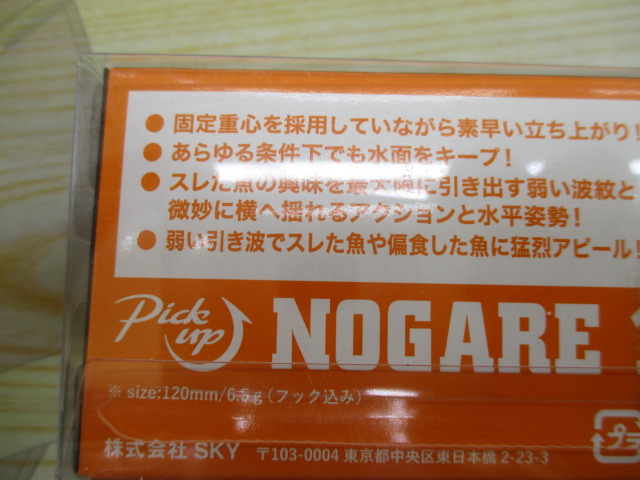 ● 固定重心を採用していながら素早い立ち上がり!
● あらゆる条件下でも水面をキープ!
● スレた魚の興味を最大限に引き出す弱い波紋と
微妙に横へ揺れるアクションと水平姿勢!
● 弱い引き波でスレた魚や偏食した魚に猛烈アピール!
Pick up NOGARE
※ size:120mm/6.5g(フック込み)
プラ
株式会社 SKY 〒103-0004 東京都中央区東日本橋 2-23-3